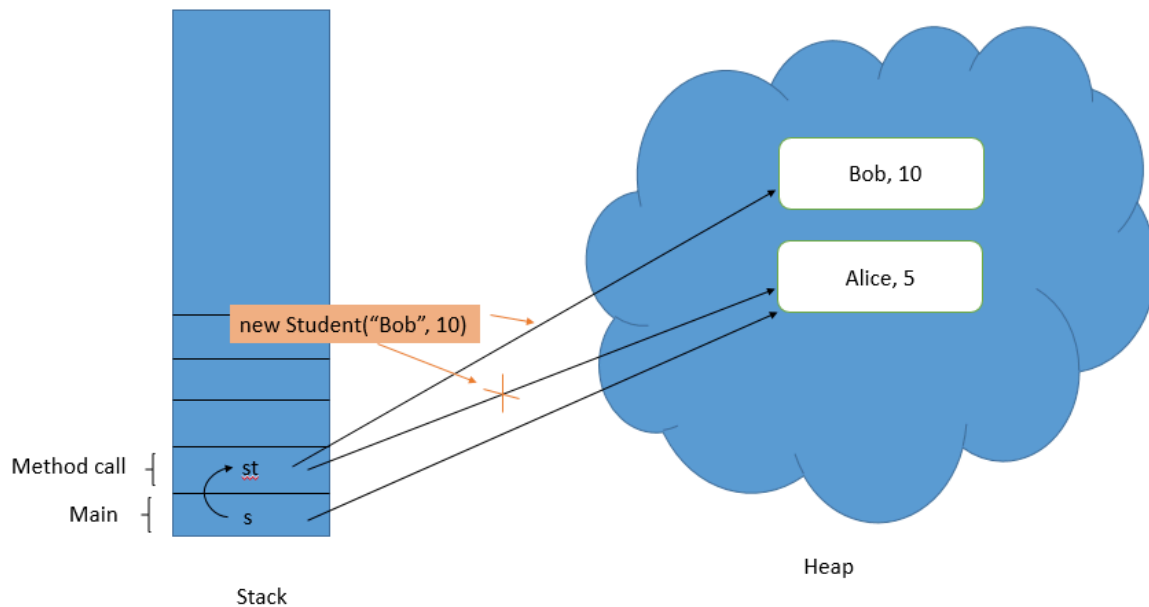 Bob, 10
Alice, 5
new Student(“Bob”, 10)
Method call
st
Main
s
Heap
Stack